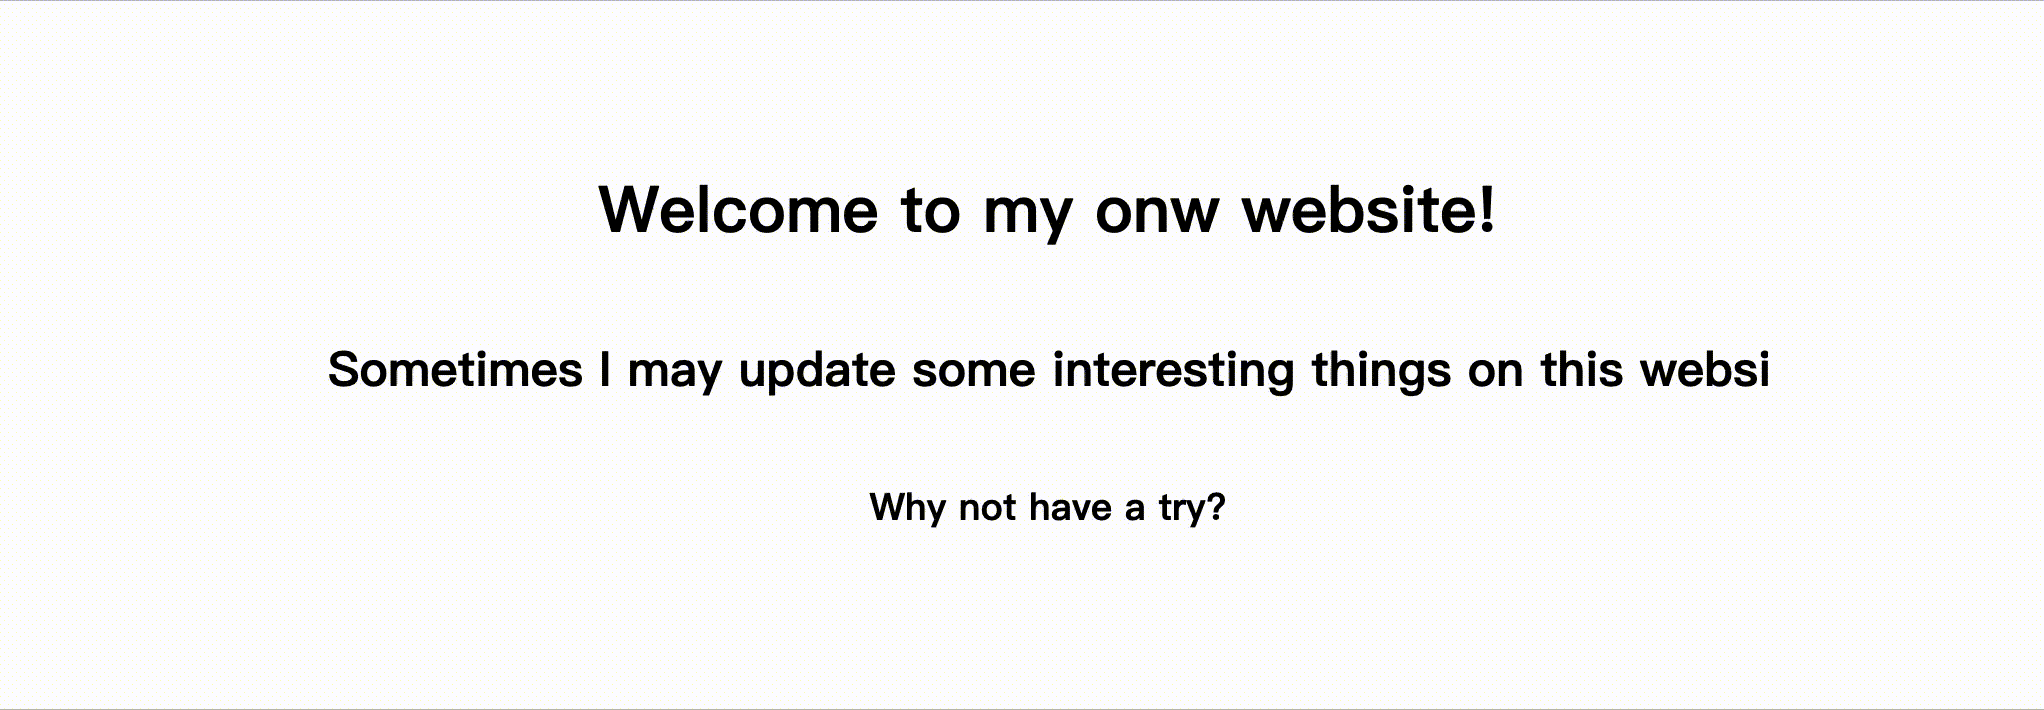 Welcome to my onw website!
Sometimes I may update some interesting things on this websi
Why not have a try?